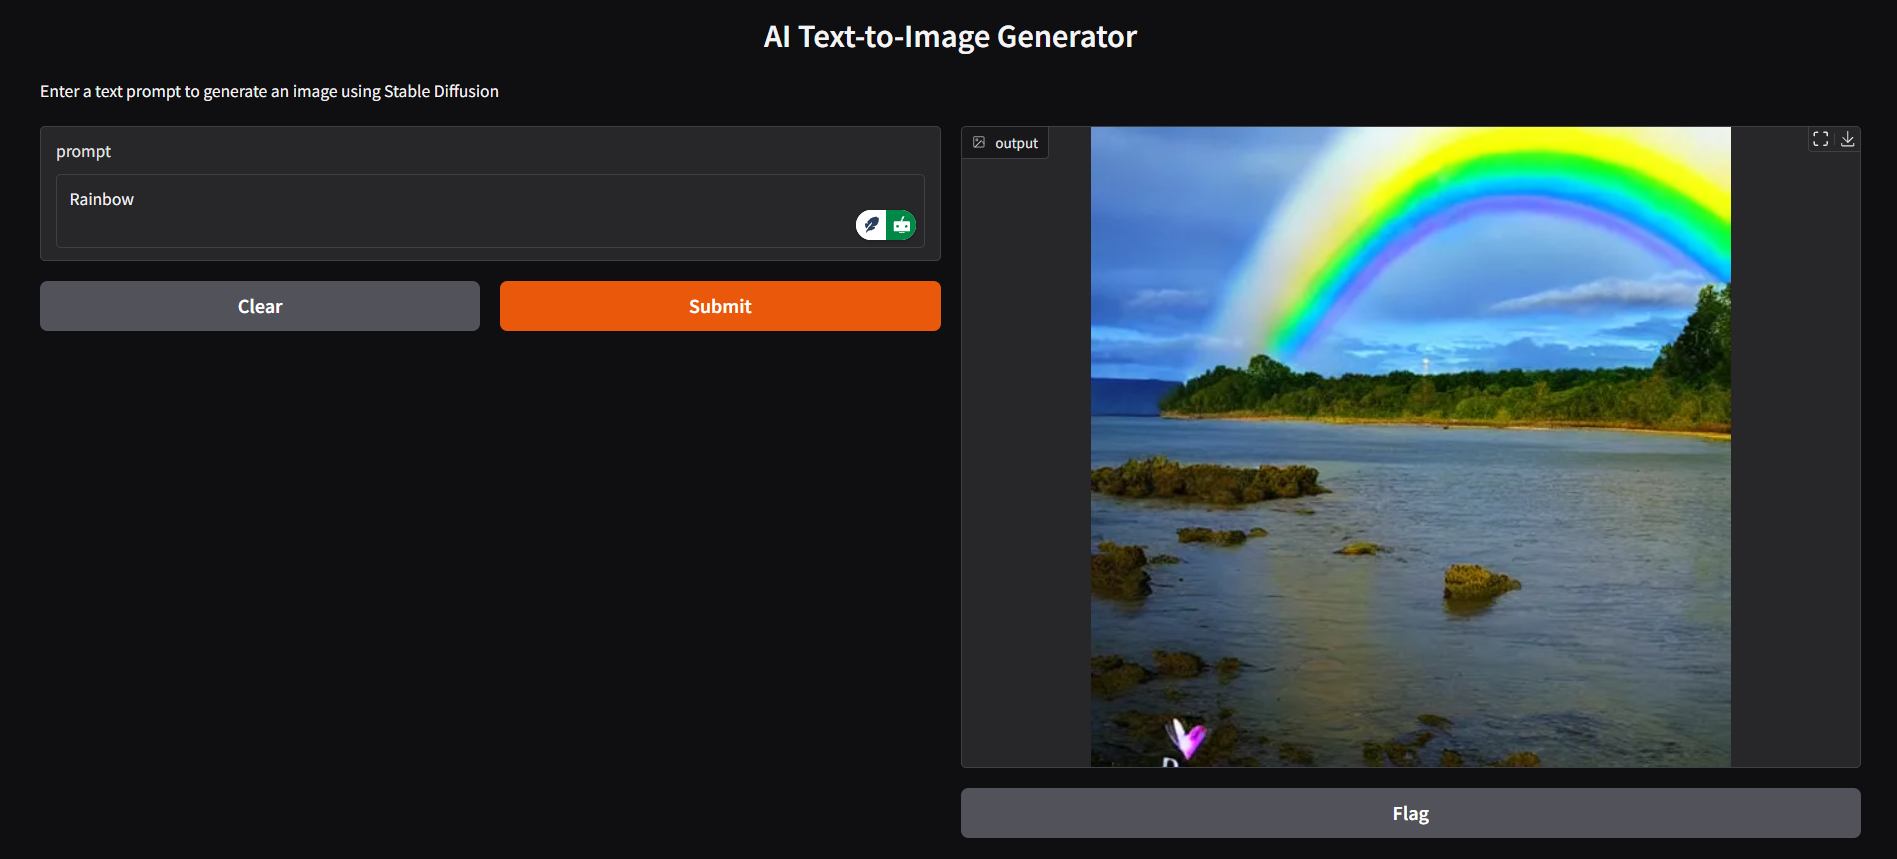 AI Text-to-Image Generator
Enter a text prompt to generate an image using Stable Diffusion
prompt
Rainbow
Clear
Submit
output
Flag